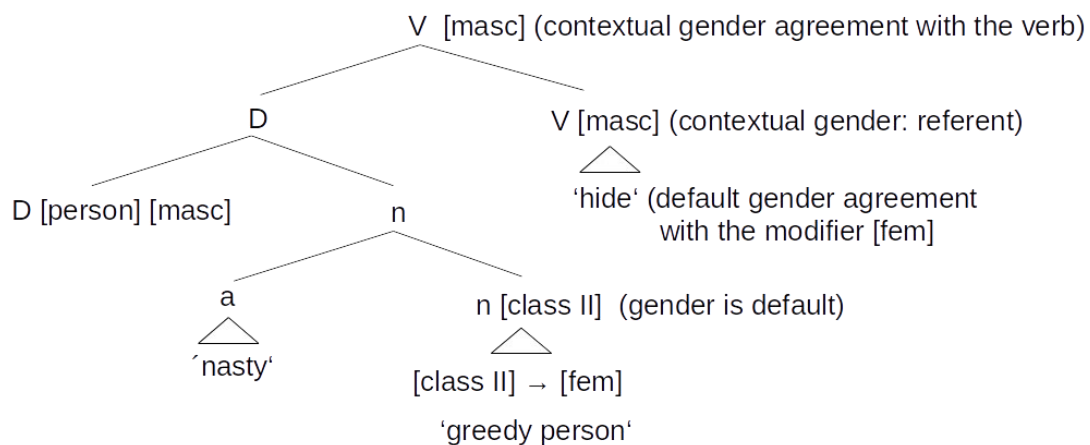 V [masc] (contextual gender agreement with the verb)
D
V [masc] (contextual gender: referent)
D [person] [masc]
n
‘hide‘ (default gender agreement
with the modifier [fem]
a
n [class II] (gender is default)
´nasty‘
[class II] → [fem]
‘greedy person‘